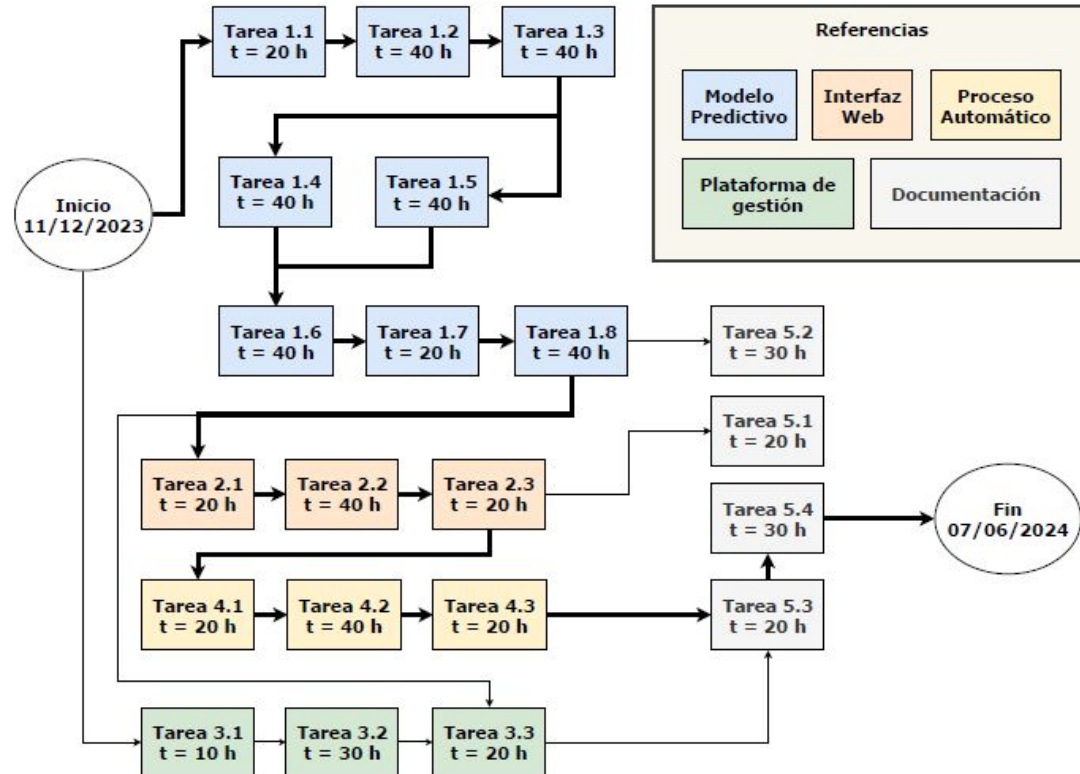 Tarea 1.1
t = 20 h
Tarea 1.2
t = 40 h
Tarea 1.3
t = 40 h
Referencias
Modelo
Predictivo
Interfaz
Web
Proceso
Automático
Plataforma de
gestión
Documentación
Tarea 1.4
t = 40 h
Tarea 1.5
t = 40 h
Inicio
11/12/2023
Tarea 1.6
t = 40 h
Tarea 1.7
t = 20 h
Tarea 1.8
t = 40 h
Tarea 5.2
t = 30 h
Tarea 5.1
t = 20 h
Tarea 2.1
t = 20 h
Tarea 2.2
t = 40 h
Tarea 2.3
t = 20 h
Tarea 5.4
t = 30 h
Fin
07/06/2024
Tarea 4.1
t = 20 h
Tarea 4.2
t = 40 h
Tarea 4.3
t = 20 h
Tarea 5.3
t = 20 h
Tarea 3.1
t = 10 h
Tarea 3.2
t = 30 h
Tarea 3.3
t = 20 h